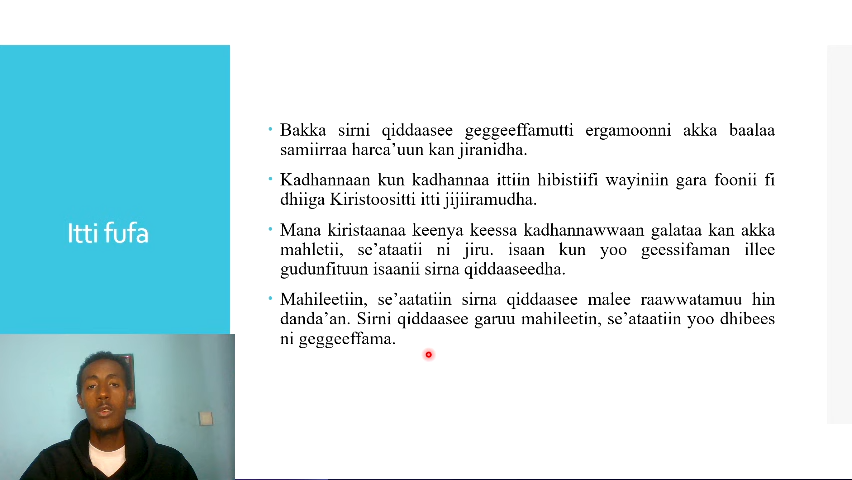 Itti fufa
Bakka sirni qiddaasee geggeeffamutti ergamoonni akka baalaa
samiirraa harca'uun kan jiranidha.
Kadhannaan kun kadhannaa ittiin hibistiifi wayiniin gara foonii fi
dhiiga Kiristoositti itti jijiiramudha.
Mana kiristaanaa keenya keessa kadhannawwaan galataa kan akka
mahletii, se'ataatii ni jiru. isaan kun yoo geessifaman illee
gudunfituun isaanii sirna qiddaaseedha.
Mahileetiin, se'aatatiin sirna qiddaasee malee raawwatamuu hin
danda'an. Sirni qiddaasee garuu mahileetin, se'ataatiin yoo dhibees
ni geggeeffama.